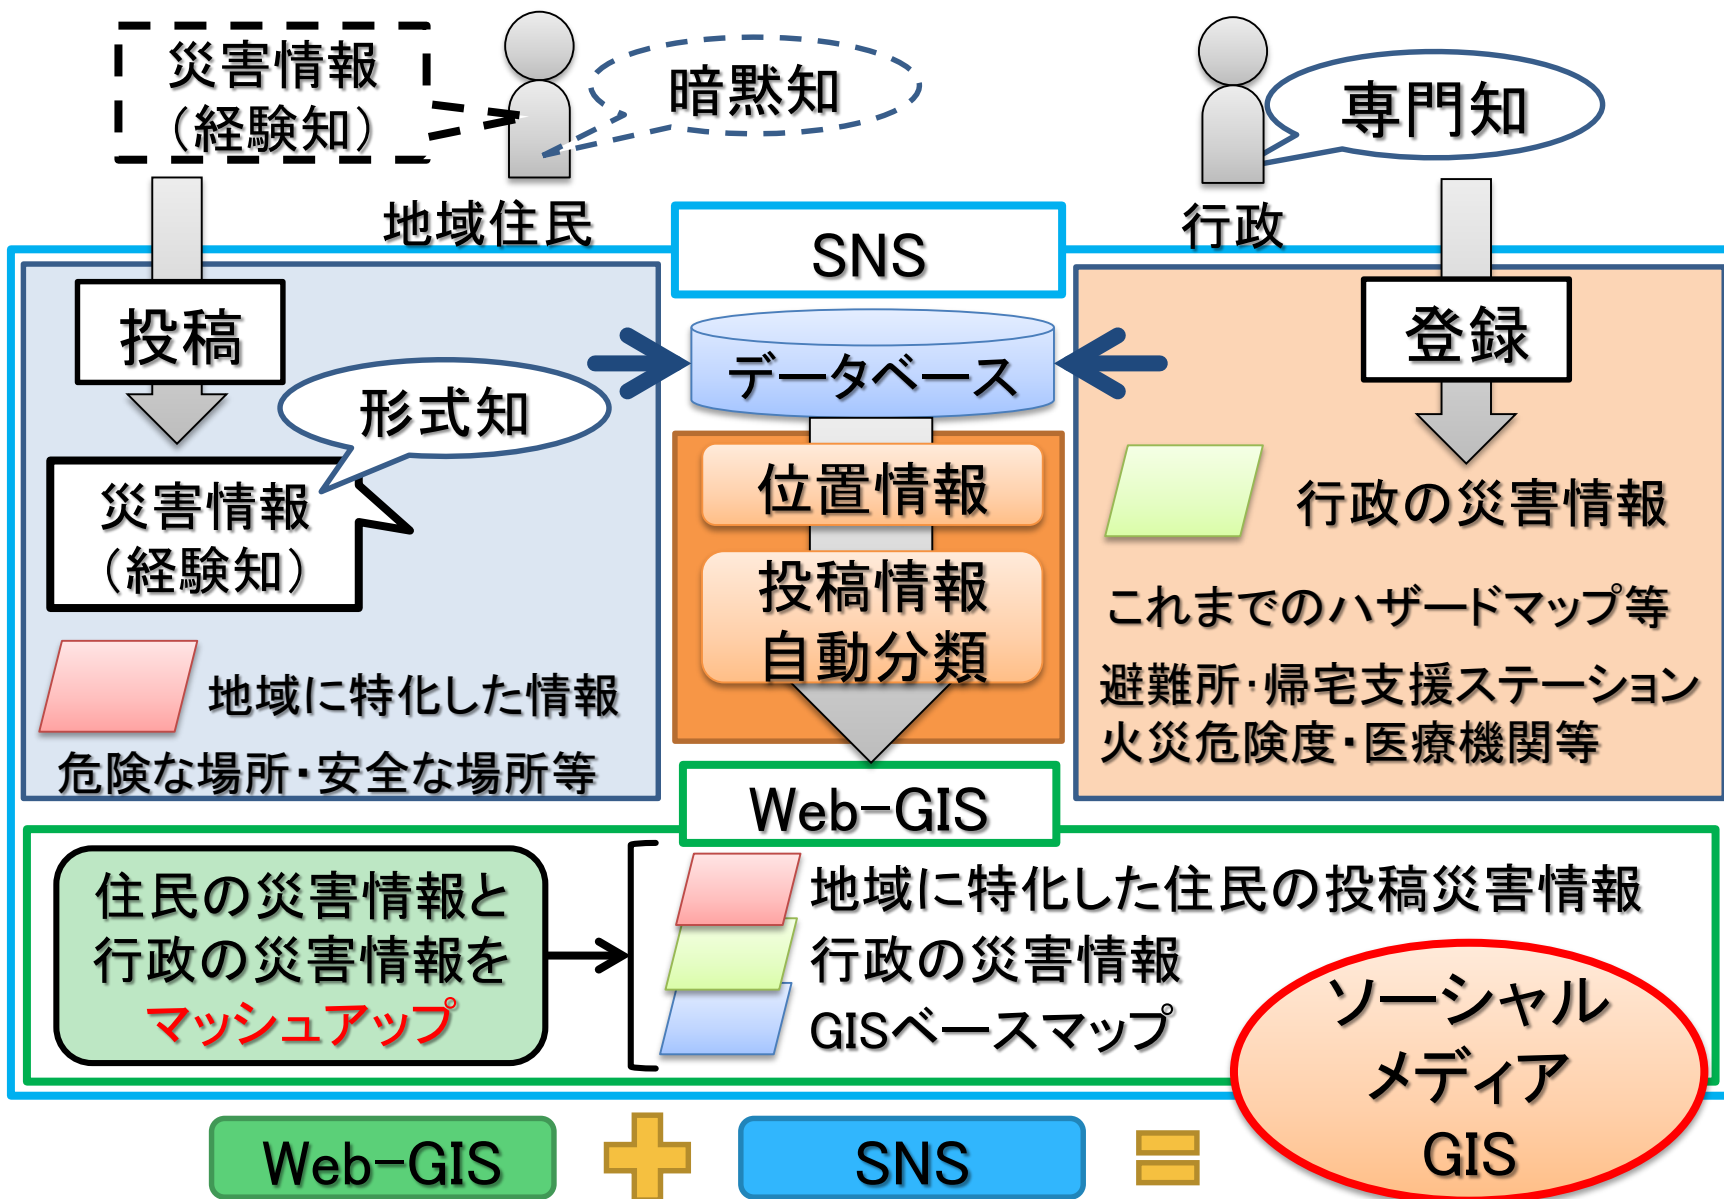 災害情報
（経験知）
暗黙知
専門知
地域住民
行政
SNS
投稿
データベース
登録
形式知
災害情報
（経験知）
位置情報
投稿情報
自動分類
行政の災害情報
これまでのハザードマップ等
避難所･帰宅支援ステーション
火災危険度・医療機関等
地域に特化した情報
危険な場所・安全な場所等
Web-GIS
住民の災害情報と
行政の災害情報を
マッシュアップ
地域に特化した住民の投稿災害情報
行政の災害情報
GISベースマップ
ソーシャル
メディア
GIS
Web-GIS
SNS